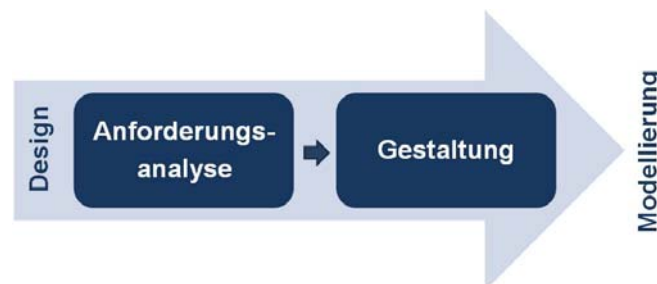 Design
Anforderungs-
analyse
Gestaltung
Modellierung